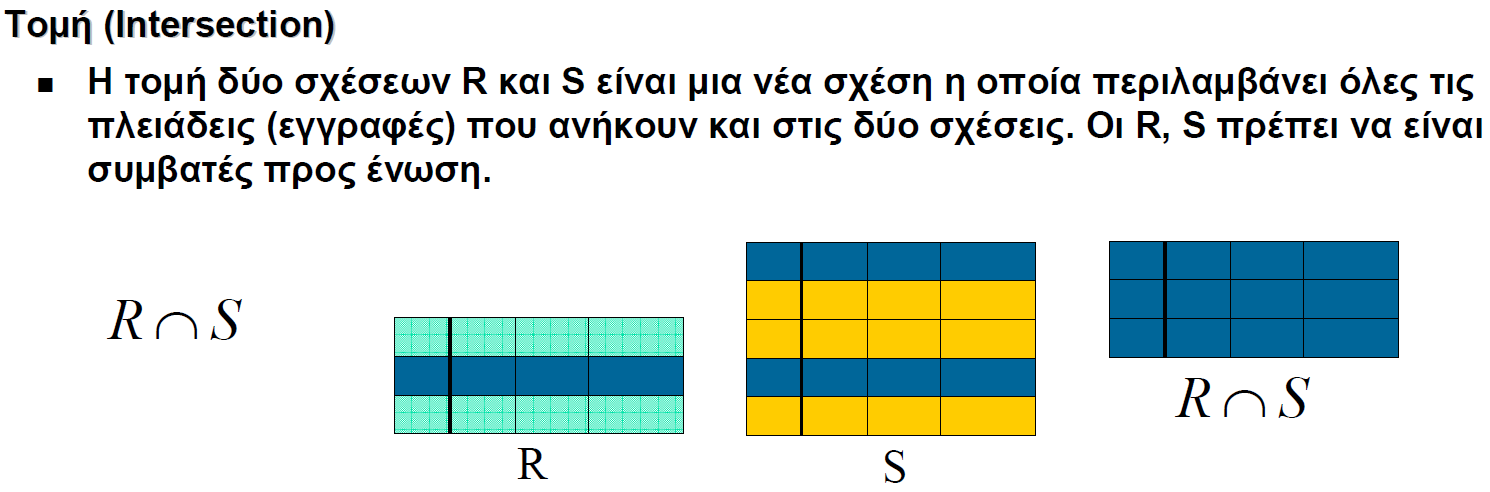 Τομή (Intersection)
■ Η τομή δύο σχέσεων R και S είναι μια νέα σχέση η οποία περιλαμβάνει όλες τις
πλειάδεις (εγγραφές) που ανήκουν και στις δύο σχέσεις. Οι R, S πρέπει να είναι
συμβατές προς ένωση.
R ∩ S
R
S
R ∩ S